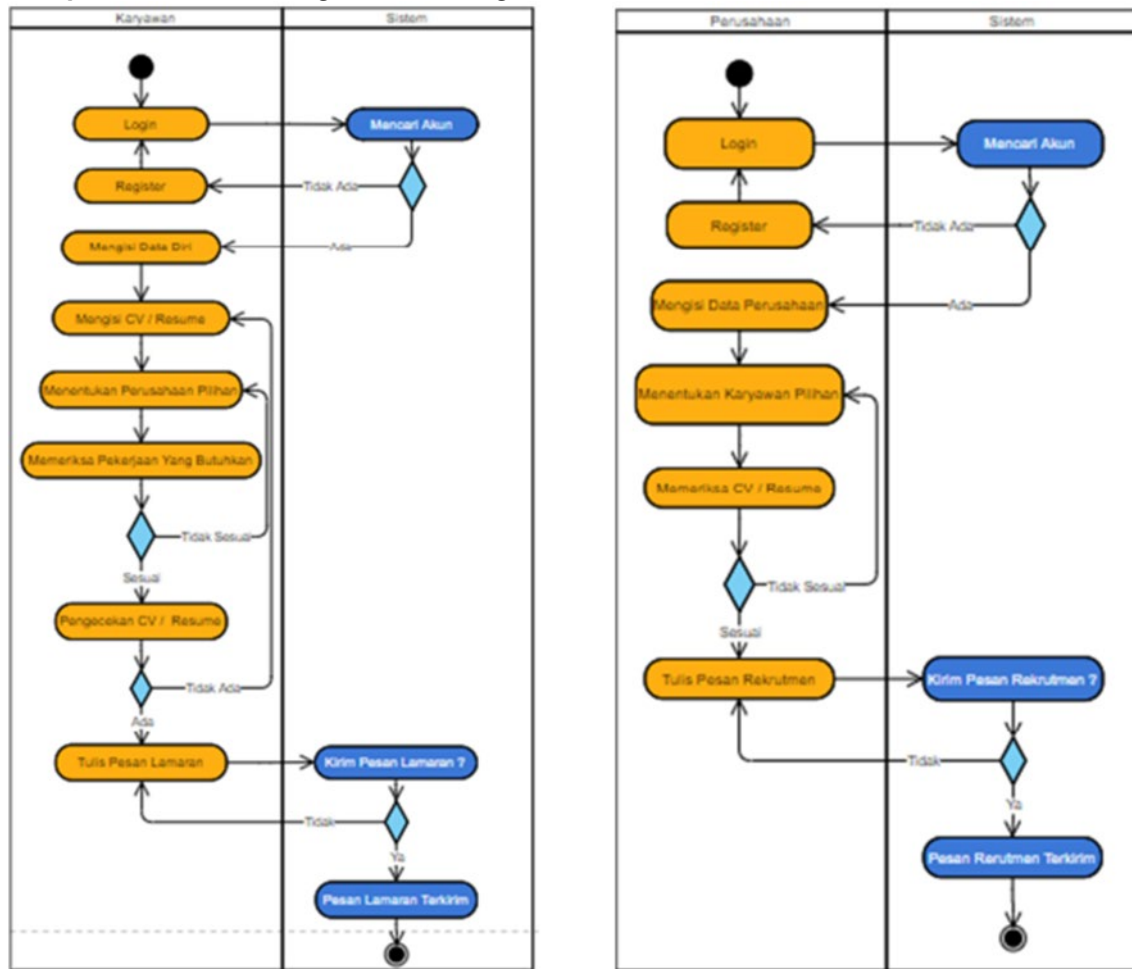 Karyawan
Sistem
Login
Mencari Akun
Register
Tidak Ada
Mengisi Data Diri
Ada
Mengisi CV / Resume
Menentukan Perusahaan Pilihan
Memeriksa Pekerjaan Yang Butuhkan
Tidak Sesuai
Sesuai
Pengecekan CV / Resume
Tidak Ada
Ada
Tulis Pesan Lamaran
Kirim Pesan Lamaran ?
Tidak
Ya
Pesan Lamaran Terkirim
Perusahaan
Sistem
Login
Mencari Akun
Register
Tidak Ada
Mengisi Data Perusahaan
Ada
Menentukan Karyawan Pilihan
Memeriksa CV / Resume
Tidak Sesuai
Sesuai
Tulis Pesan Rekrutmen
Kirim Pesan Rekrutmen ?
Tidak
Ya
Pesan Rerutmen Terkirim